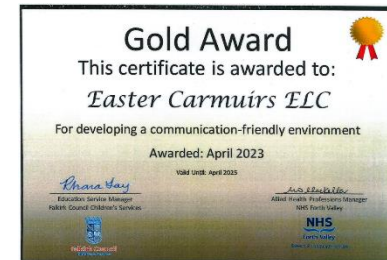 Gold Award
This certificate is awarded to:
Easter Carmuirs ELC
For developing a communication-friendly environment
Awarded: April 2023
Valid Until: April 2025
Education Service Manager
Falkirk Council Children's Services
Allied Health Professions Manager
NHS Forth Valley
Falkirk Council
NHS
Forth Valley